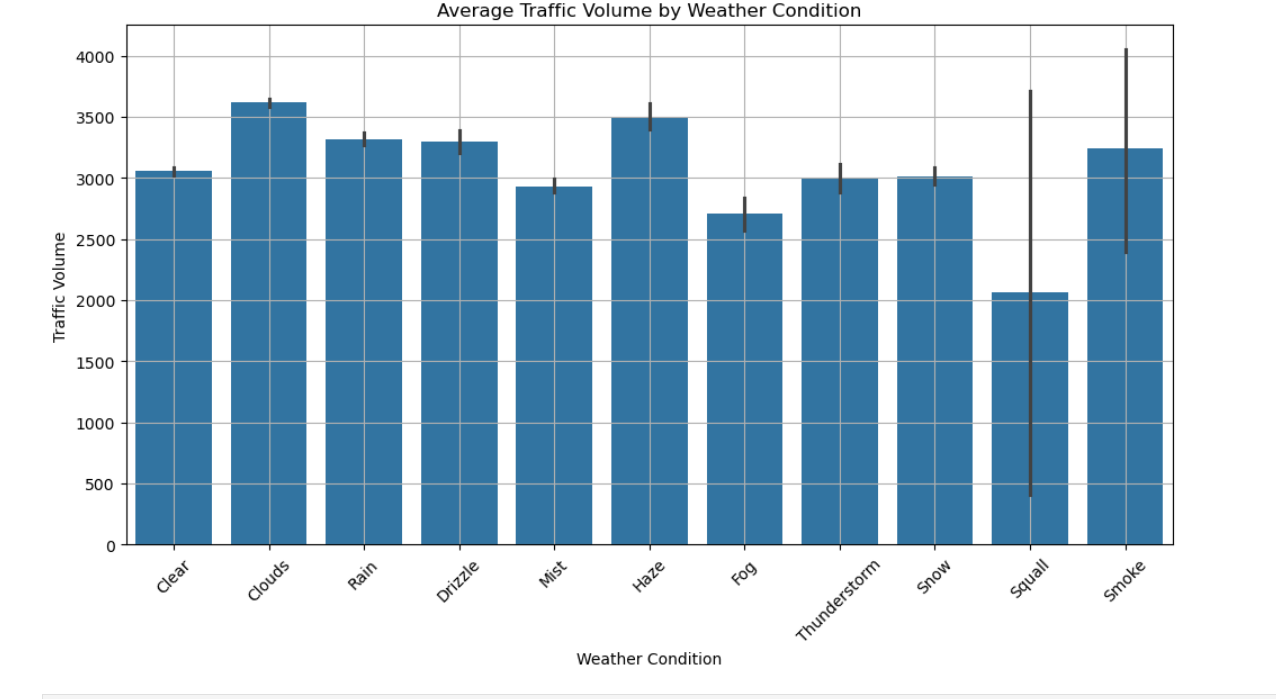 Average Traffic Volume by Weather Condition
Traffic Volume
4000
3500
3000
2500
2000
1500
1000
500
0
Clear
Clouds
Rain
Drizzle
Mist
Haze
Fog
Thunderstorm
Snow
Squall
Smoke
Weather Condition